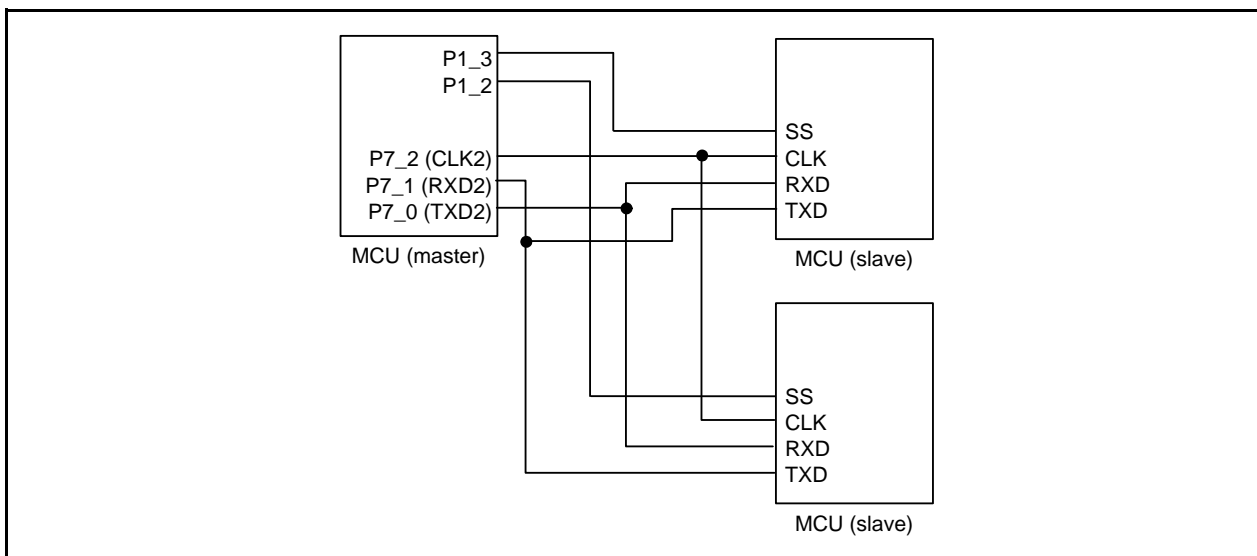 P1_3
P1_2
P7_2 (CLK2)
P7_1 (RXD2)
P7_0 (TXD2)
MCU (master)
SS
CLK
RXD
TXD
MCU (slave)
SS
CLK
RXD
TXD
MCU (slave)